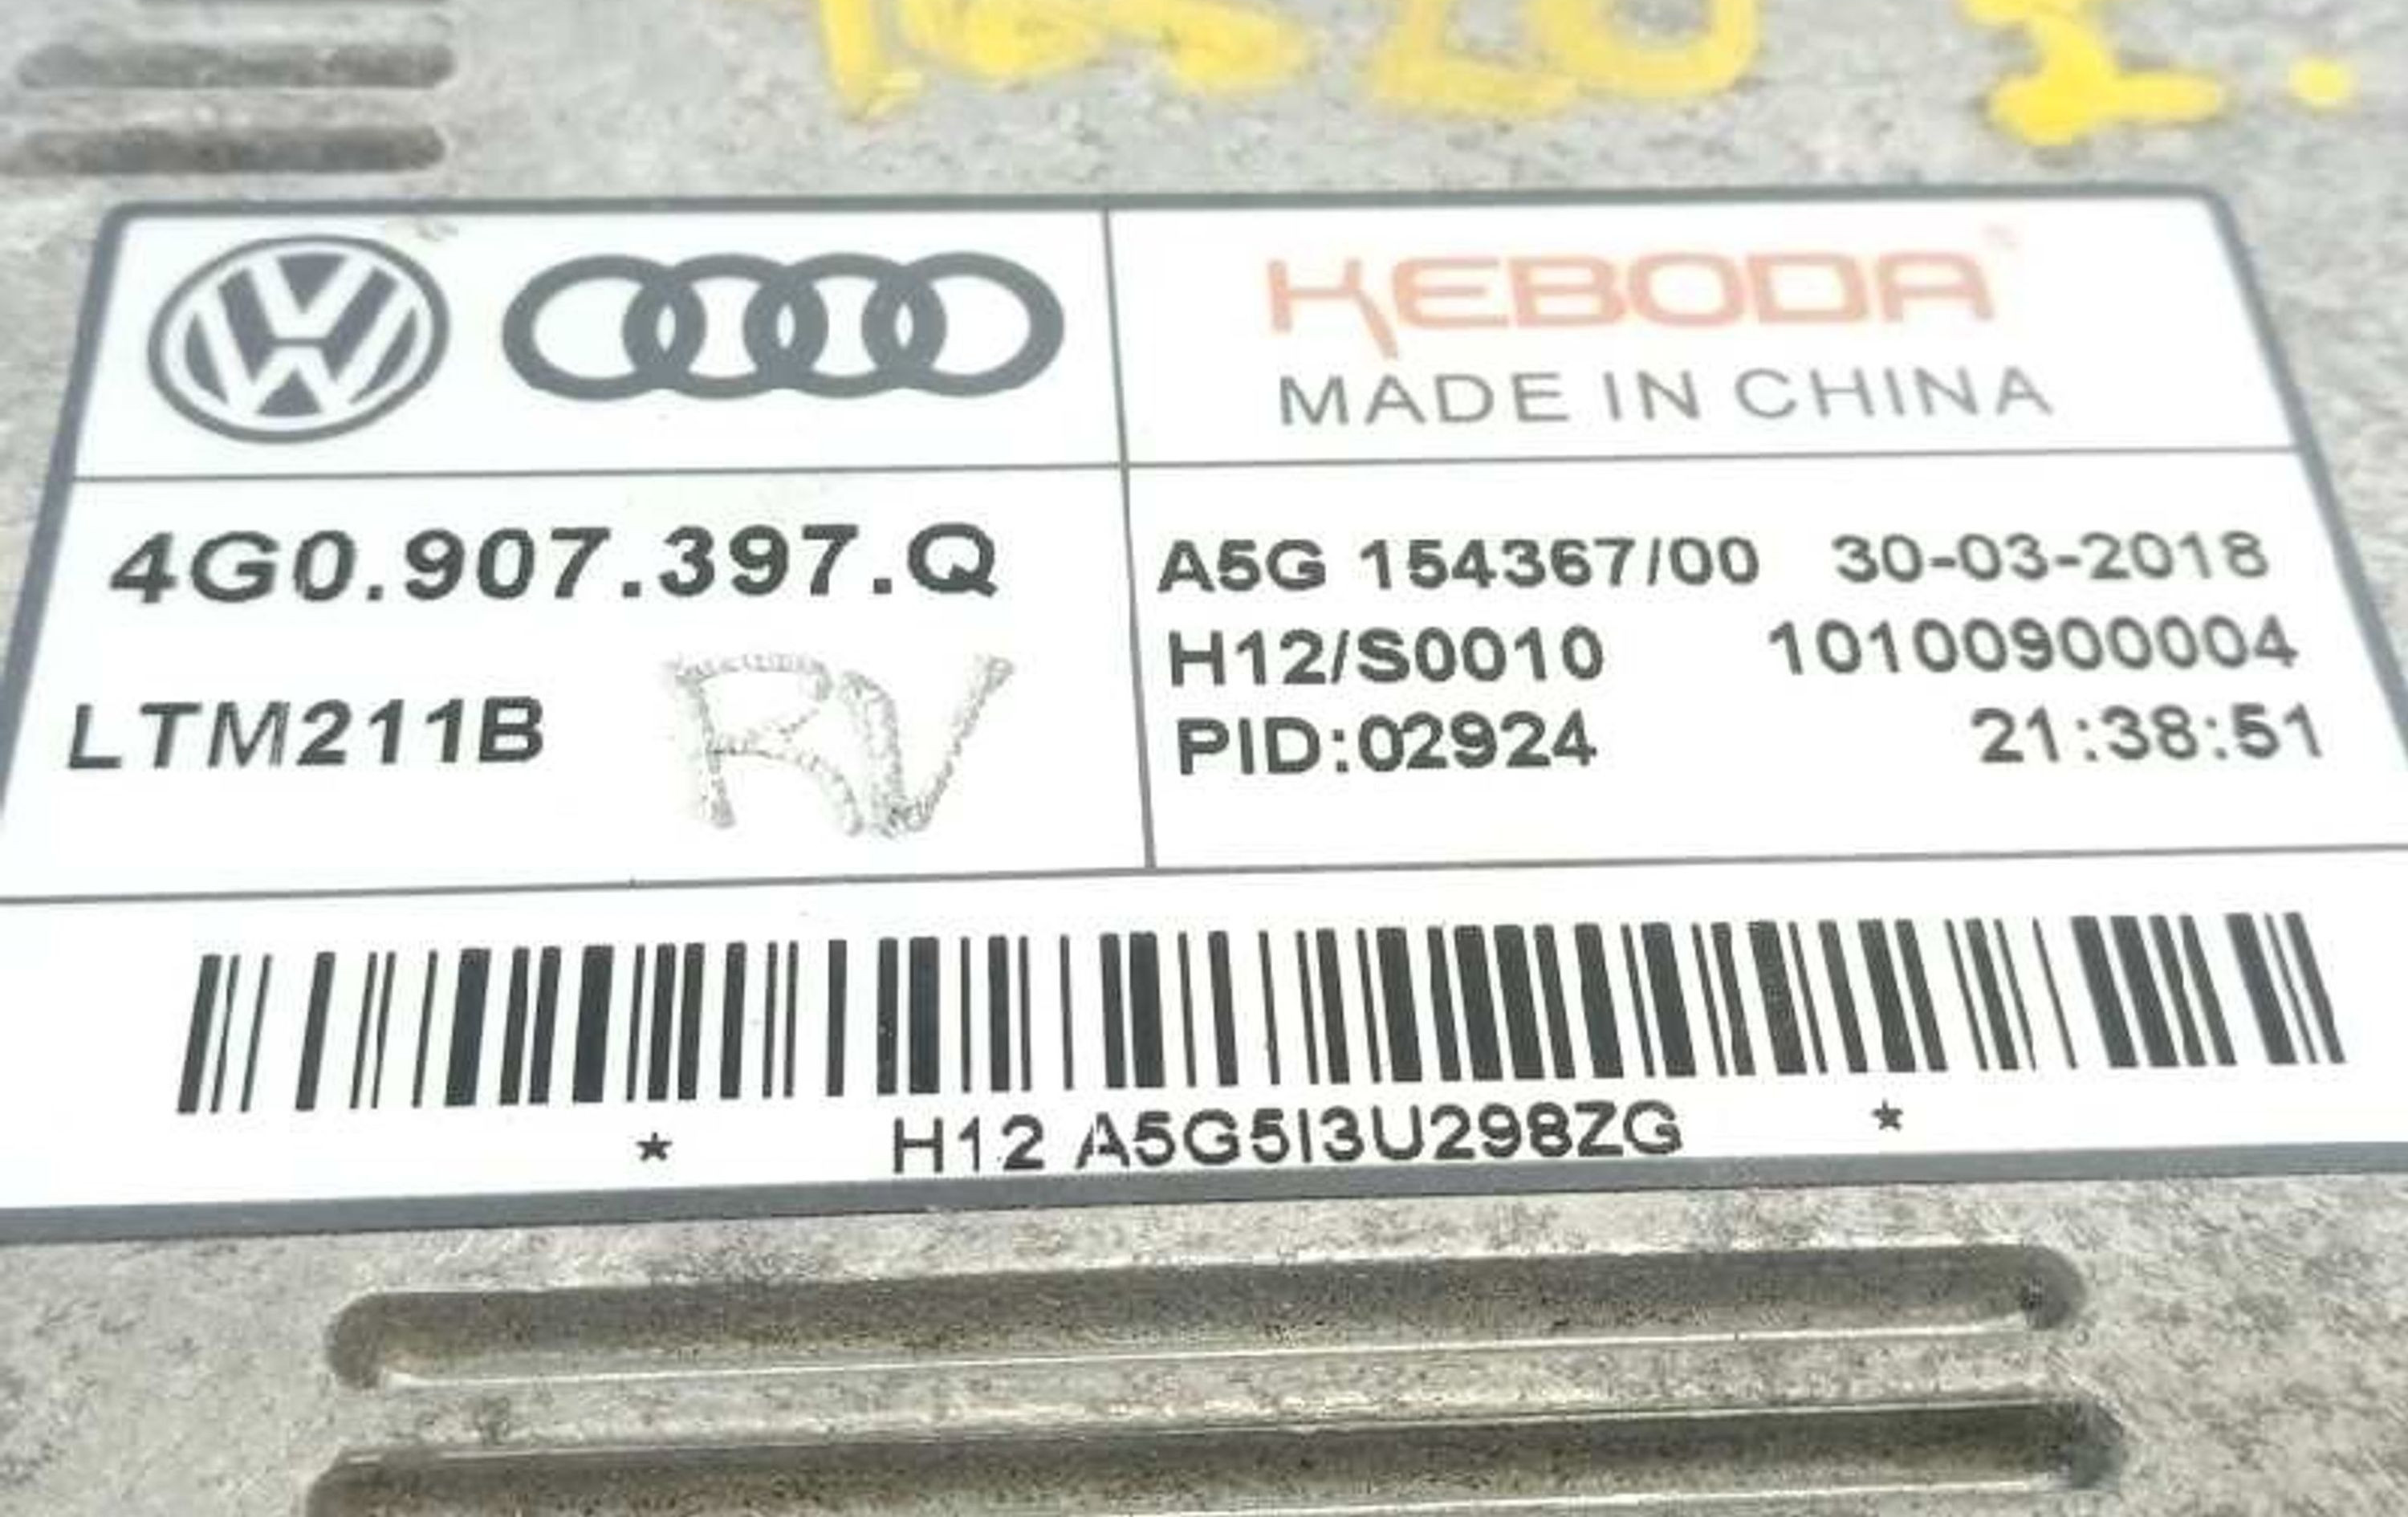 KEBODA
MADE IN CHINA
4G0.907.397.Q
LTM211B
RV
A5G 154367/00 30-03-2018
H12/S0010 10100900004
PID:02924 21:38:51
* H12 A5G5I3U298ZG *